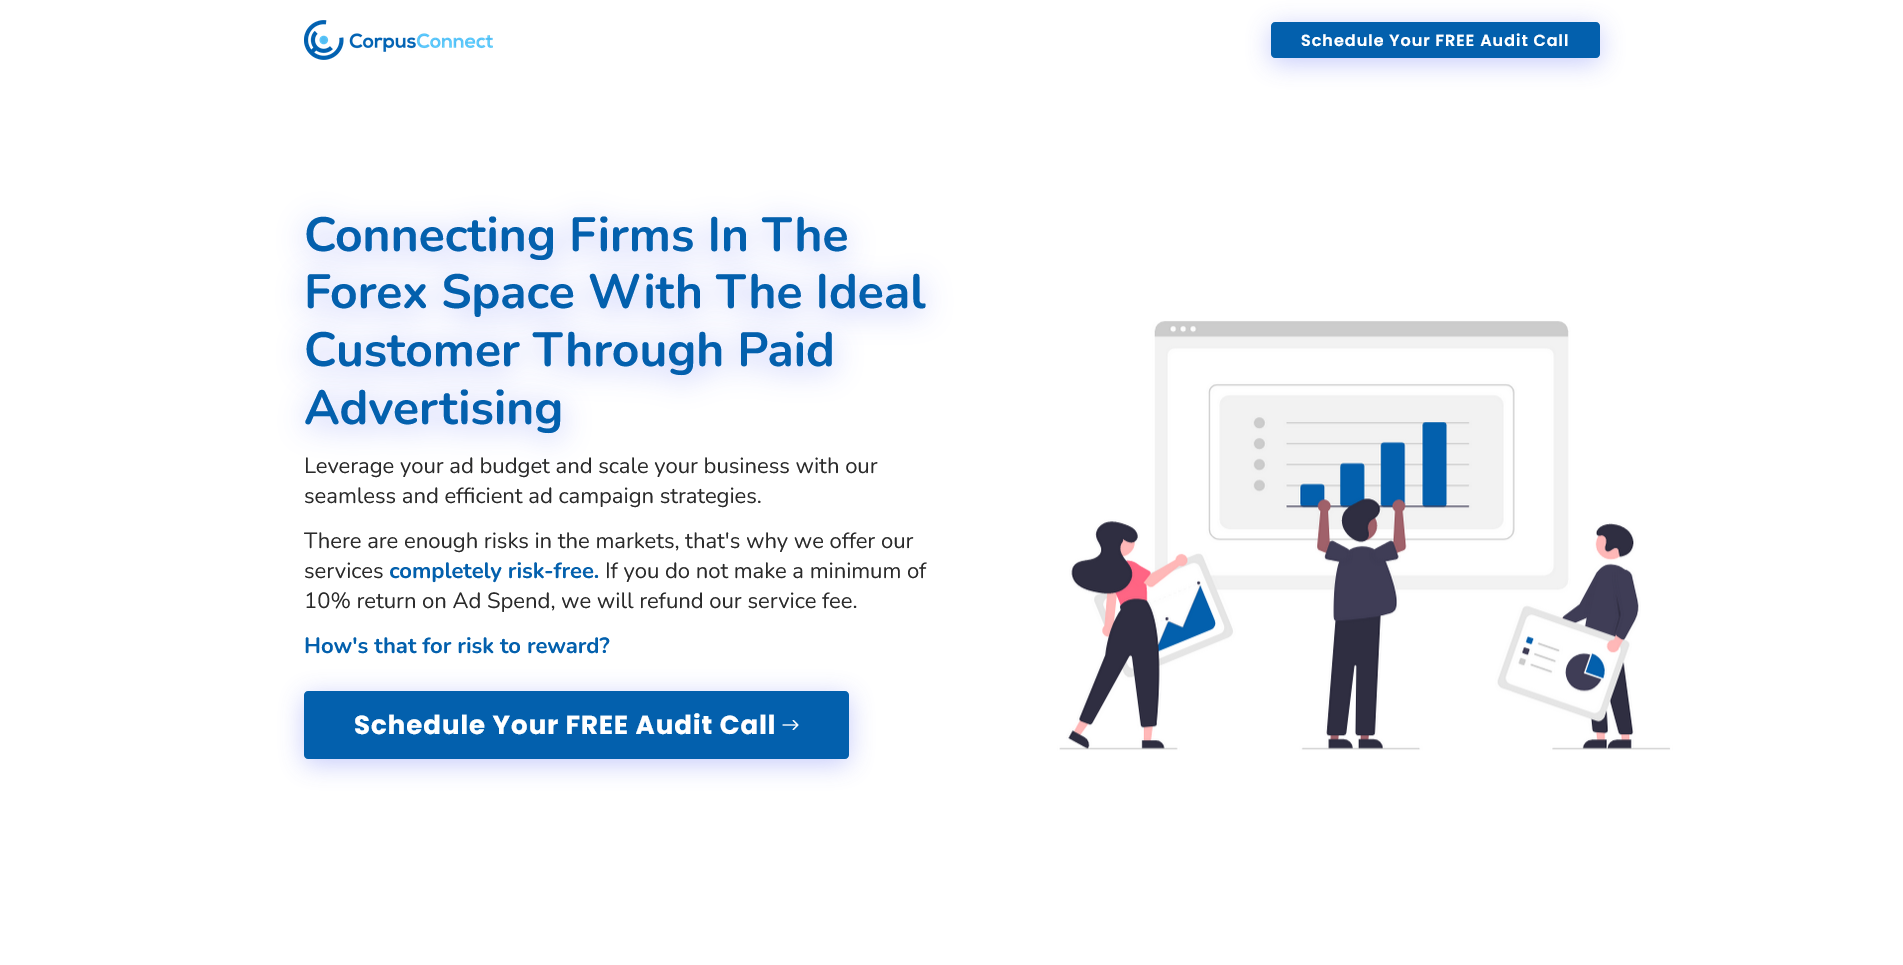 CorpusConnect
Schedule Your FREE Audit Call
Connecting Firms In The
Forex Space With The Ideal
Customer Through Paid
Advertising
Leverage your ad budget and scale your business with our
seamless and efficient ad campaign strategies.
There are enough risks in the markets, that's why we offer our
services completely risk-free. If you do not make a minimum of
10% return on Ad Spend, we will refund our service fee.
How's that for risk to reward?
Schedule Your FREE Audit Call →